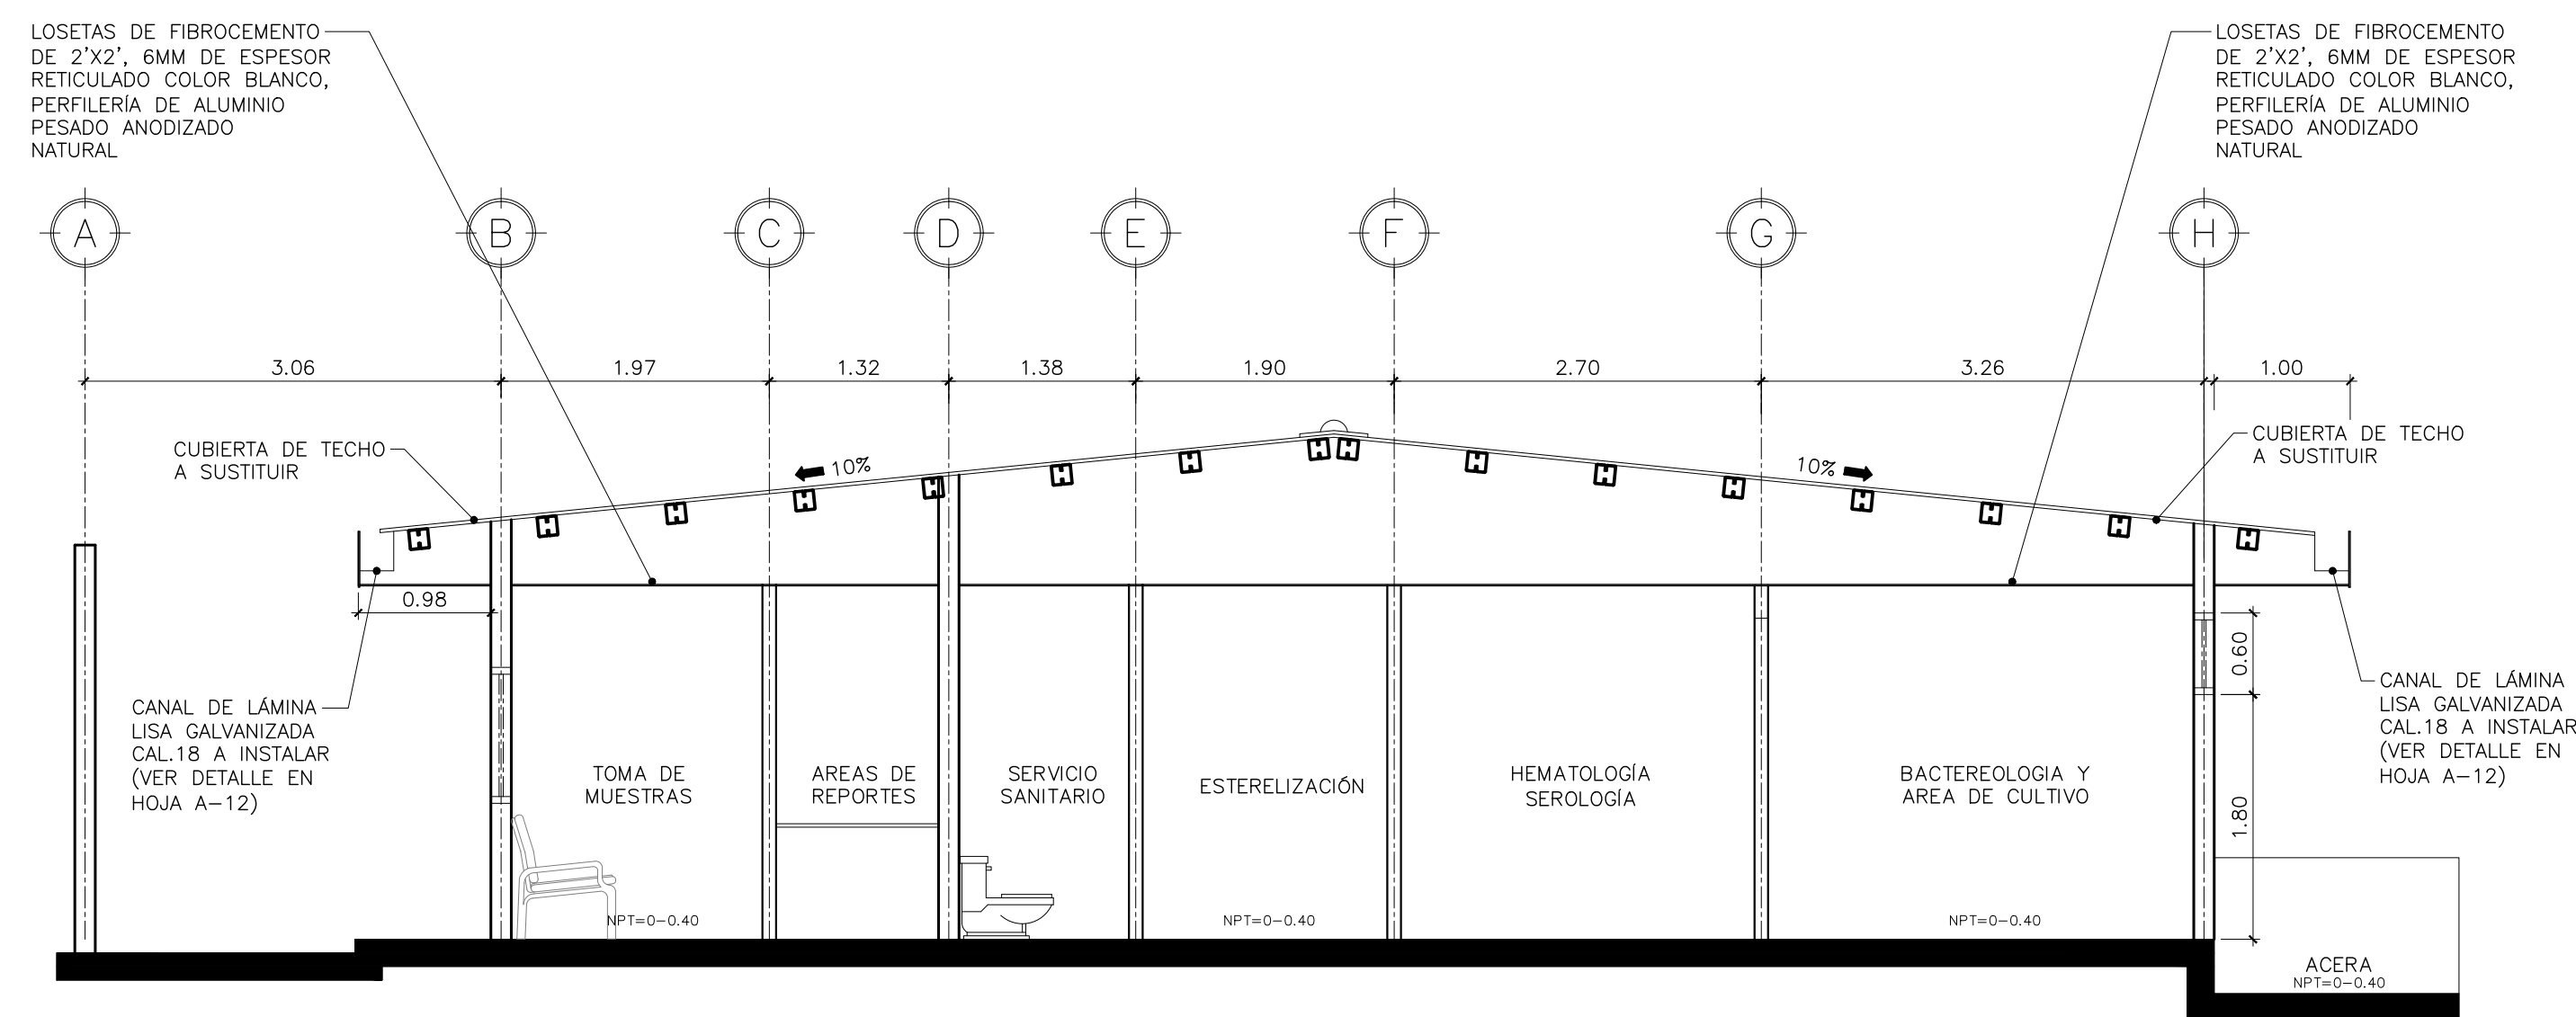 LOSETAS DE FIBROCEMENTO
DE 2'X2', 6MM DE ESPESOR
RETICULADO COLOR BLANCO,
PERFILERÍA DE ALUMINIO
PESADO ANODIZADO
NATURAL
LOSETAS DE FIBROCEMENTO
DE 2'X2', 6MM DE ESPESOR
RETICULADO COLOR BLANCO,
PERFILERÍA DE ALUMINIO
PESADO ANODIZADO
NATURAL
A B C D E F G H
3.06 1.97 1.32 1.38 1.90 2.70 3.26 1.00
CUBIERTA DE TECHO
A SUSTITUIR
10%
10%
CUBIERTA DE TECHO
A SUSTITUIR
0.98
0.60
CANAL DE LÁMINA
LISA GALVANIZADA
CAL.18 A INSTALAR
(VER DETALLE EN
HOJA A-12)
CANAL DE LÁMINA
LISA GALVANIZADA
CAL.18 A INSTALAR
(VER DETALLE EN
HOJA A-12)
TOMA DE
MUESTRAS
AREAS DE
REPORTES
SERVICIO
SANITARIO
ESTERELIZACIÓN
HEMATOLOGÍA
SEROLOGÍA
BACTEREOLOGIA Y
AREA DE CULTIVO
1.80
NPT=0-0.40
NPT=0-0.40
NPT=0-0.40
ACERA
NPT=0-0.40